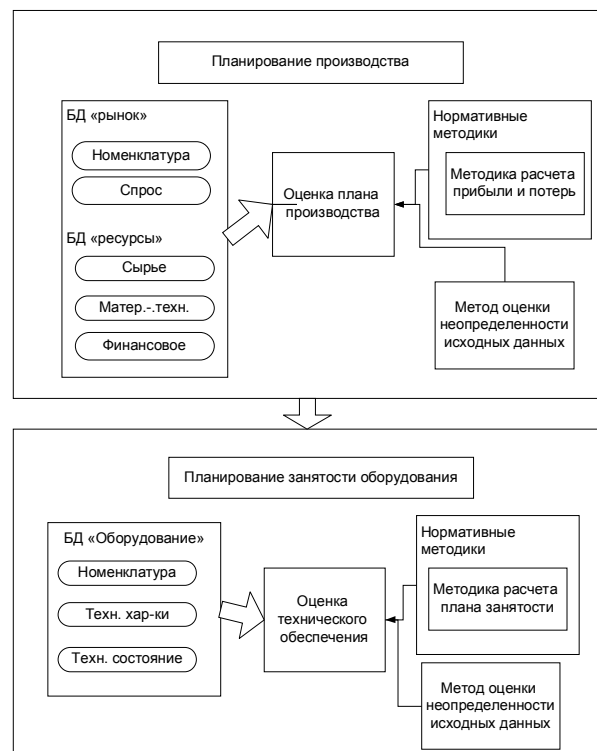 Планирование производства
БД «рынок»
Номенклатура
Спрос
БД «ресурсы»
Сырье
Матер.-.техн.
Финансовое
Оценка плана
производства
Нормативные
методики
Методика расчета
прибыли и потерь
Метод оценки
неопределенности
исходных данных
Планирование занятости оборудования
БД «Оборудование»
Номенклатура
Техн. хар-ки
Техн. состояние
Оценка
технического
обеспечения
Нормативные
методики
Методика расчета
плана занятости
Метод оценки
неопределенности
исходных данных